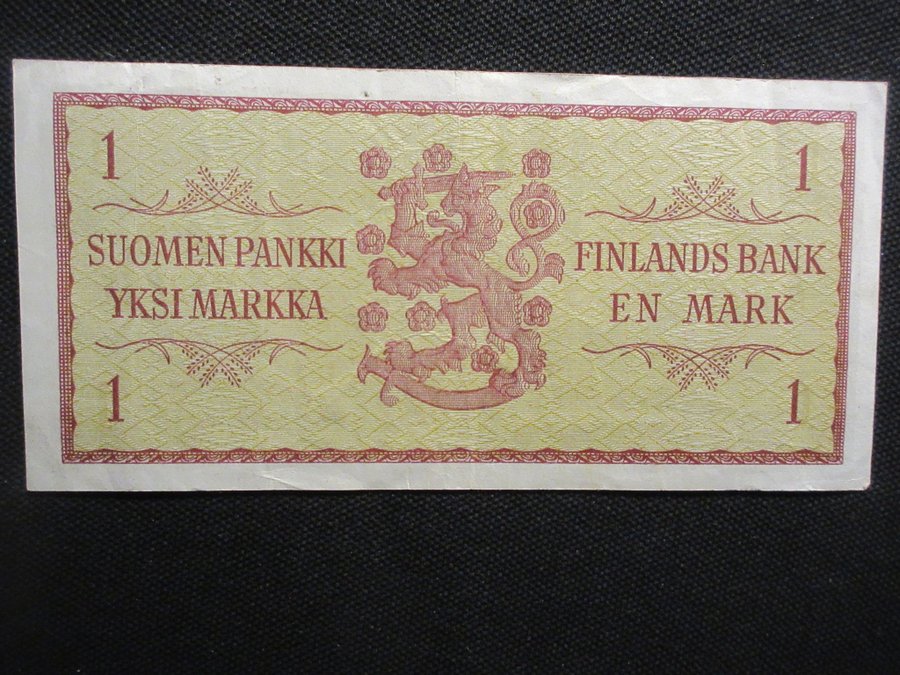 1
1
SUOMEN PANKKI
YKSI MARKKA
FINLANDS BANK
EN MARK
1
1